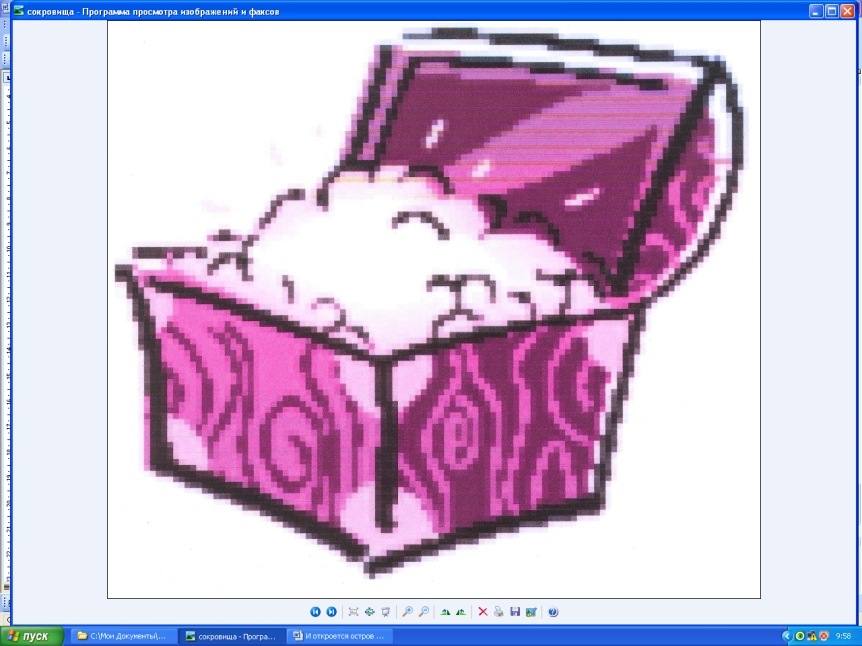 сокровища - Программа просмотра изображений и факсов
пуск
C:\Мои Документы\...
сокровища - Програ...
И откроется остров ...
9:58